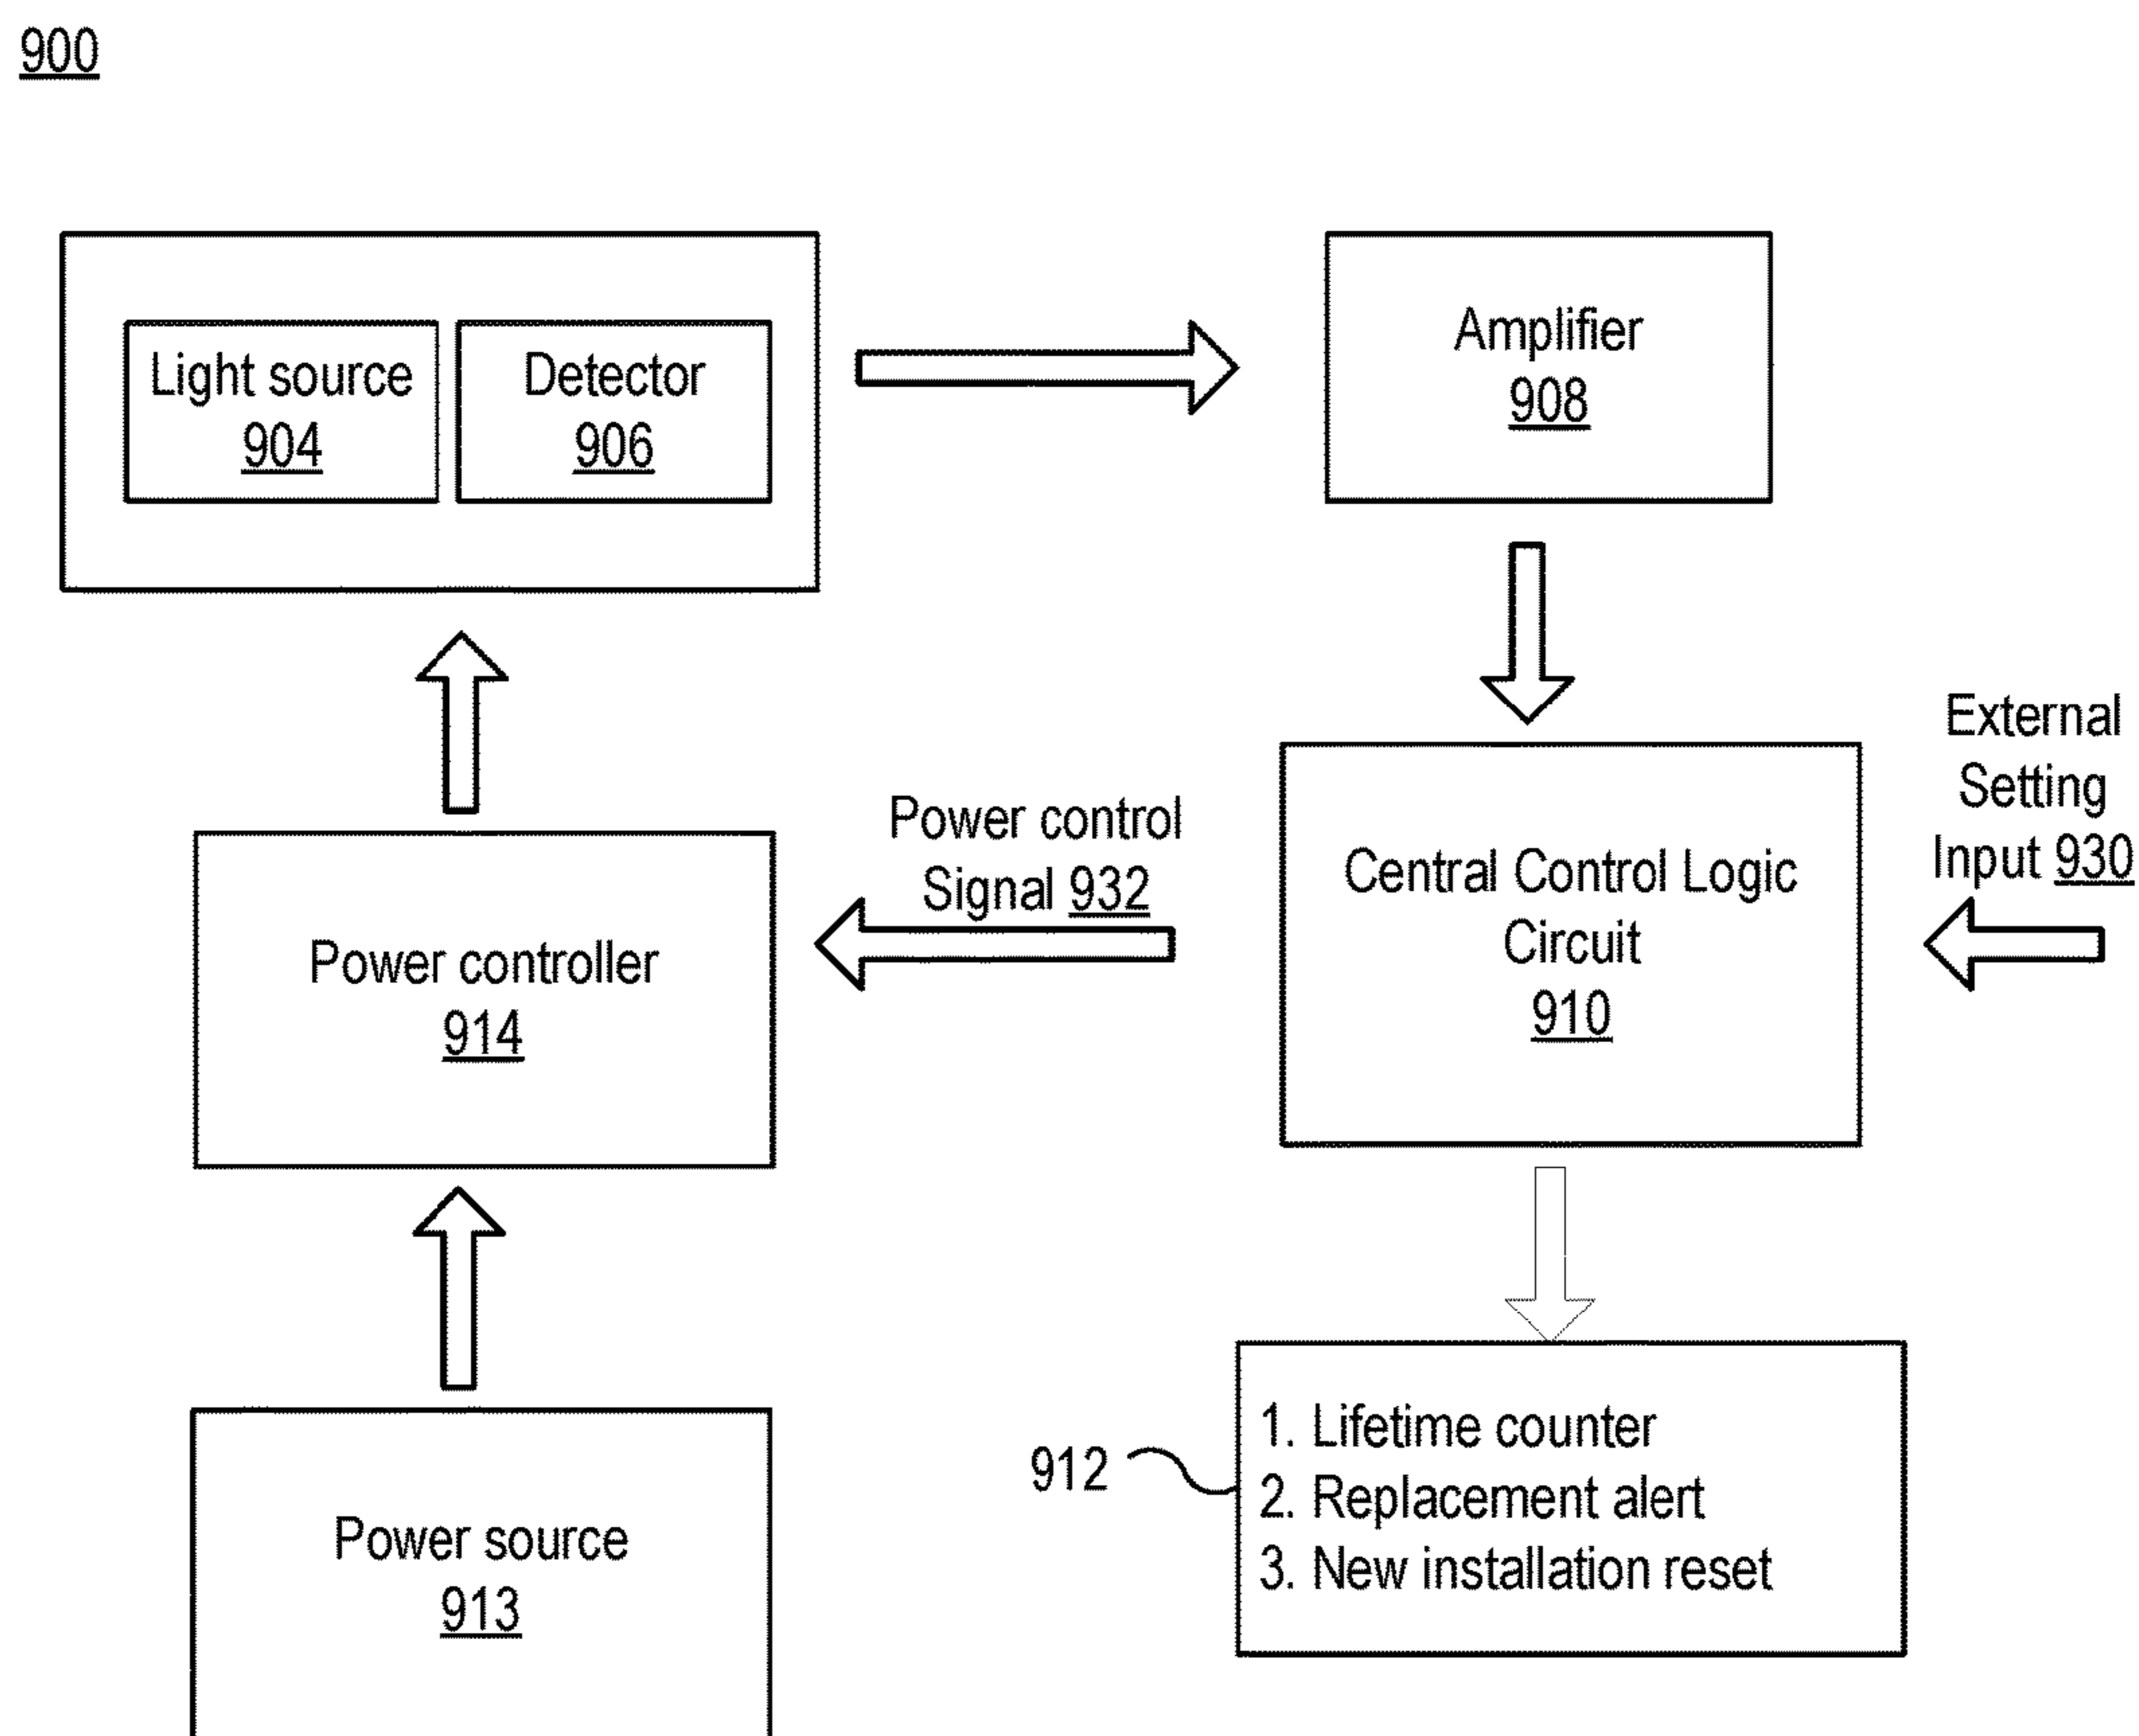 900
Light source
904
Detector
906
Amplifier
908
External
Setting
Input 930
Power control
Signal 932
Central Control Logic
Circuit
910
Power controller
914
912
1. Lifetime counter
2. Replacement alert
3. New installation reset
Power source
913